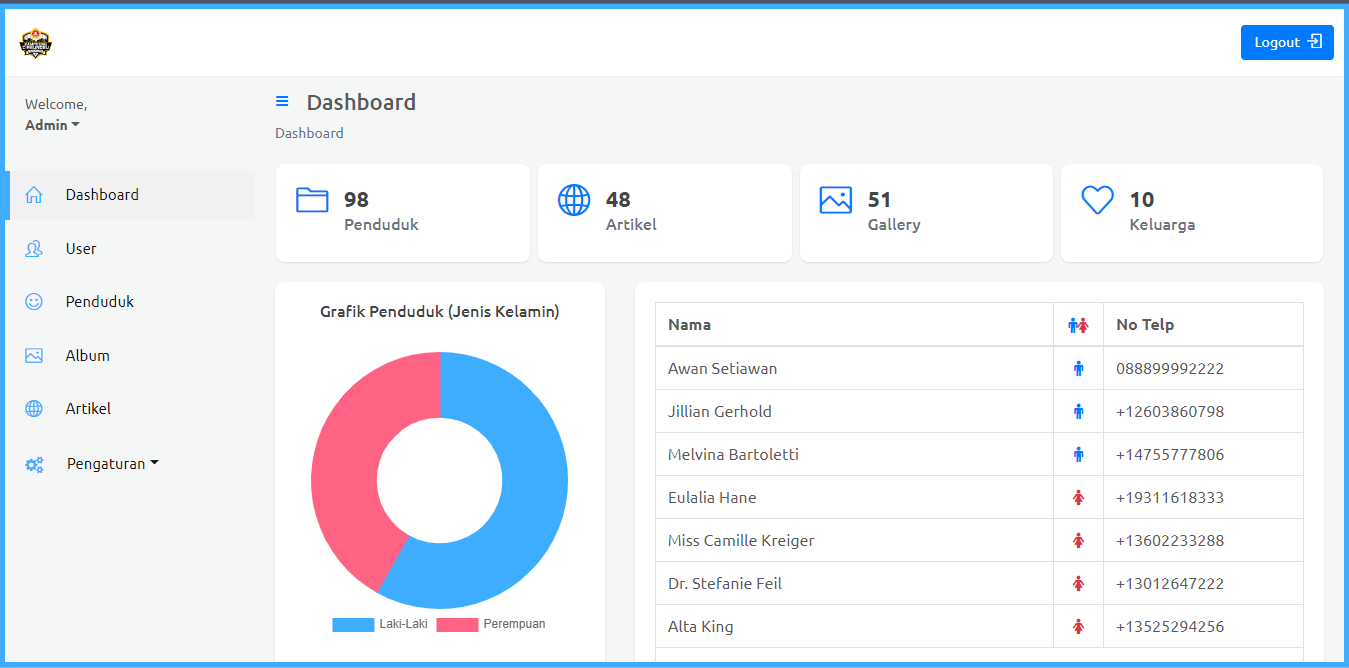 Logout
Welcome,
Admin
Dashboard
User
Penduduk
Album
Artikel
Pengaturan
Dashboard
Dashboard
98
Penduduk
48
Artikel
51
Gallery
10
Keluarga
Grafik Penduduk (Jenis Kelamin)
Laki-Laki Perempuan
Nama No Telp
Awan Setiawan 088899992222
Jillian Gerhold +12603860798
Melvina Bartoletti +14755777806
Eulalia Hane +19311618333
Miss Camille Kreiger +13602233288
Dr. Stefanie Feil +13012647222
Alta King +13525294256